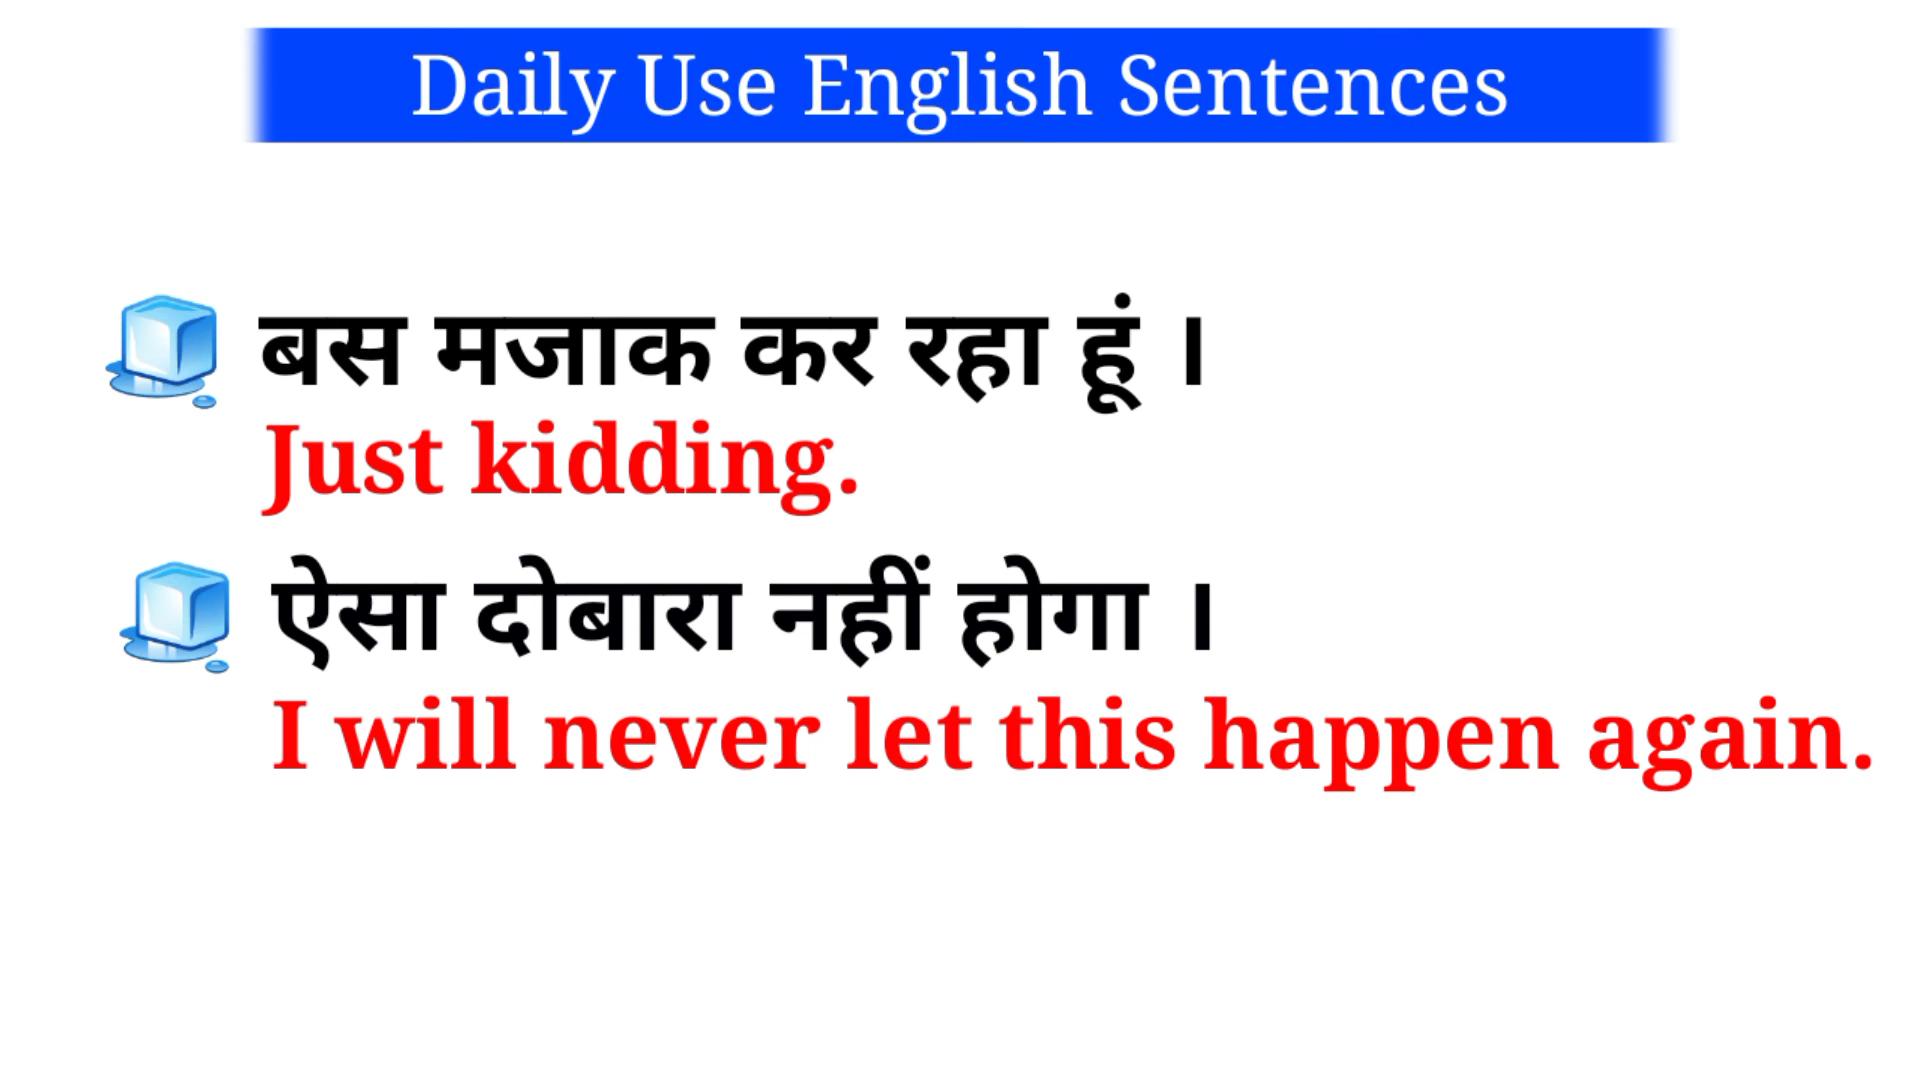 Daily Use English Sentences
बस मजाक कर रहा हूं ।
Just kidding.
ऐसा दोबारा नहीं होगा ।
I will never let this happen again.